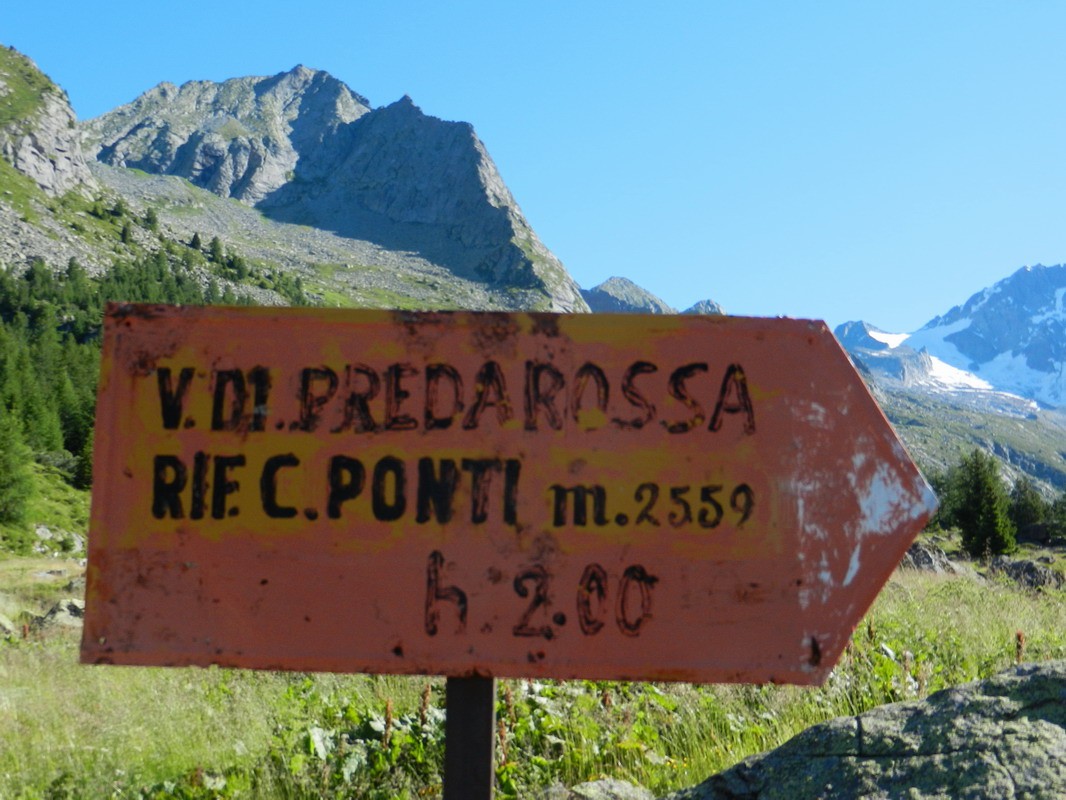 V. DI. PREDAROSSA
RIF. C. PONTI m. 2559
h. 2.00